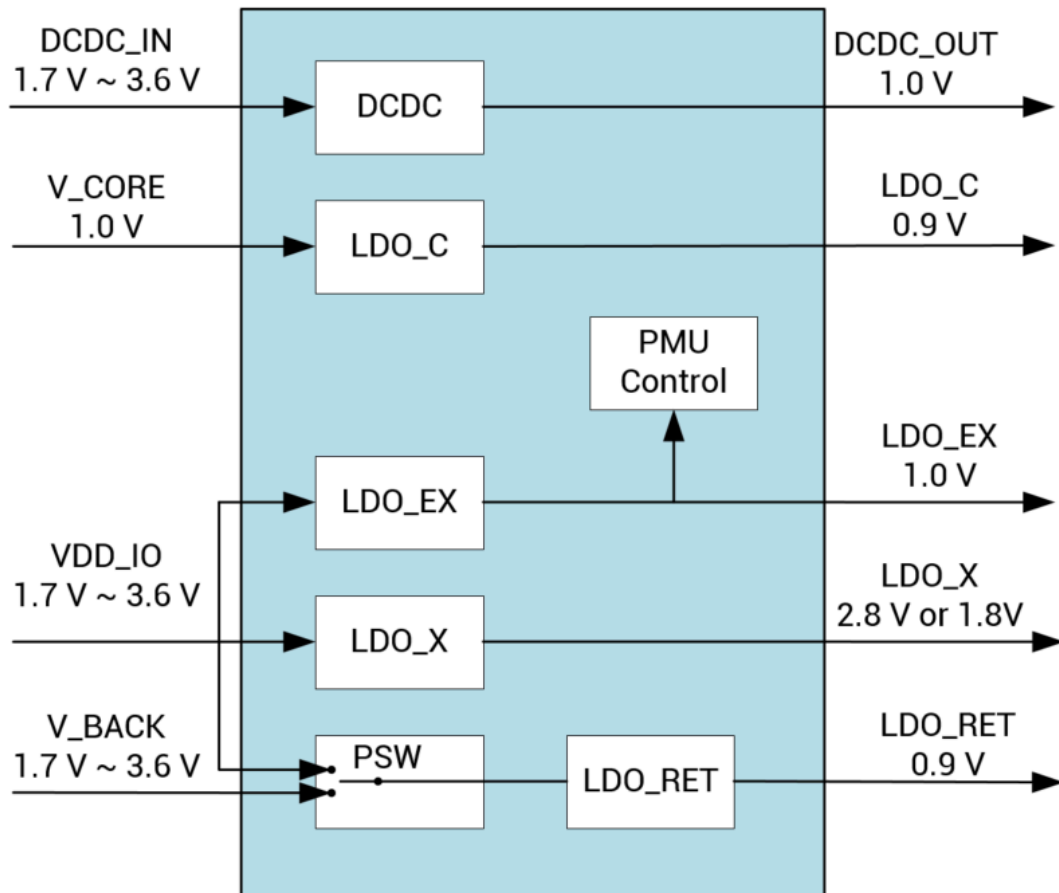 DCDC_IN
1.7 V ~ 3.6 V
DCDC
DCDC_OUT
1.0 V
V_CORE
1.0 V
LDO_C
LDO_C
0.9 V
PMU
Control
LDO_EX
LDO_EX
1.0 V
VDD_IO
1.7 V ~ 3.6 V
LDO_X
LDO_X
2.8 V or 1.8V
V_BACK
1.7 V ~ 3.6 V
PSW
LDO_RET
LDO_RET
0.9 V